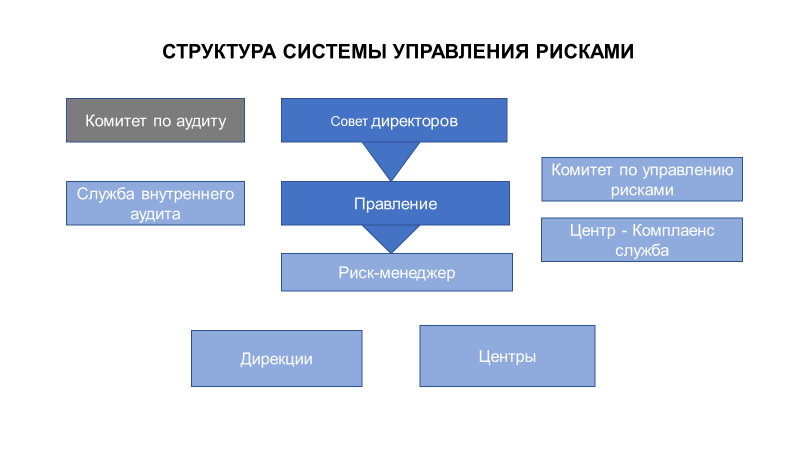 СТРУКТУРА СИСТЕМЫ УПРАВЛЕНИЯ РИСКАМИ
Комитет по аудиту
Совет директоров
Комитет по управлению
рисками
Служба внутреннего
аудита
Правление
Центр - Комплаенс
служба
Риск-менеджер
Дирекции
Центры